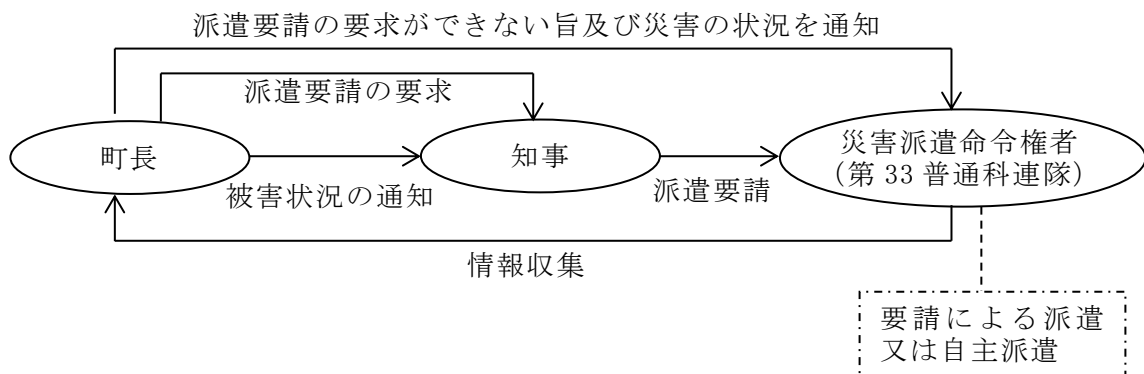 派遣要請の要求ができない旨及び災害の状況を通知
派遣要請の要求
町長
知事
災害派遣命令権者
（第 33 普通科連隊）
被害状況の通知
派遣要請
情報収集
要請による派遣
又は自主派遣